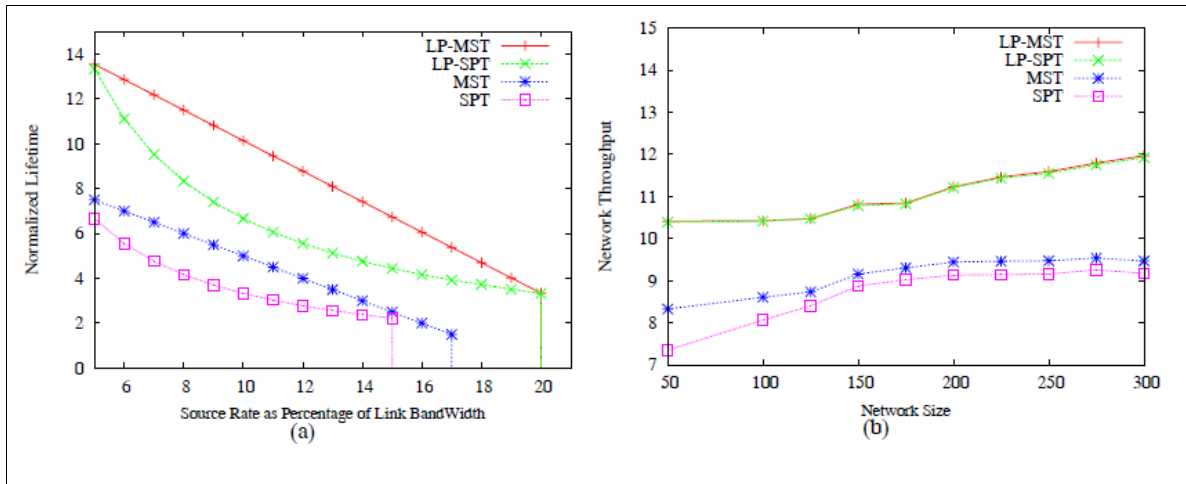 LP-MST
LP-SPT
MST
SPT
Normalized Lifetime
14
12
10
8
6
4
2
0
6 8 10 12 14 16 18 20
Source Rate as Percentage of Link BandWidth
(a)
LP-MST
LP-SPT
MST
SPT
Network Throughput
15
14
13
12
11
10
9
8
7
50 100 150 200 250 300
Network Size
(b)